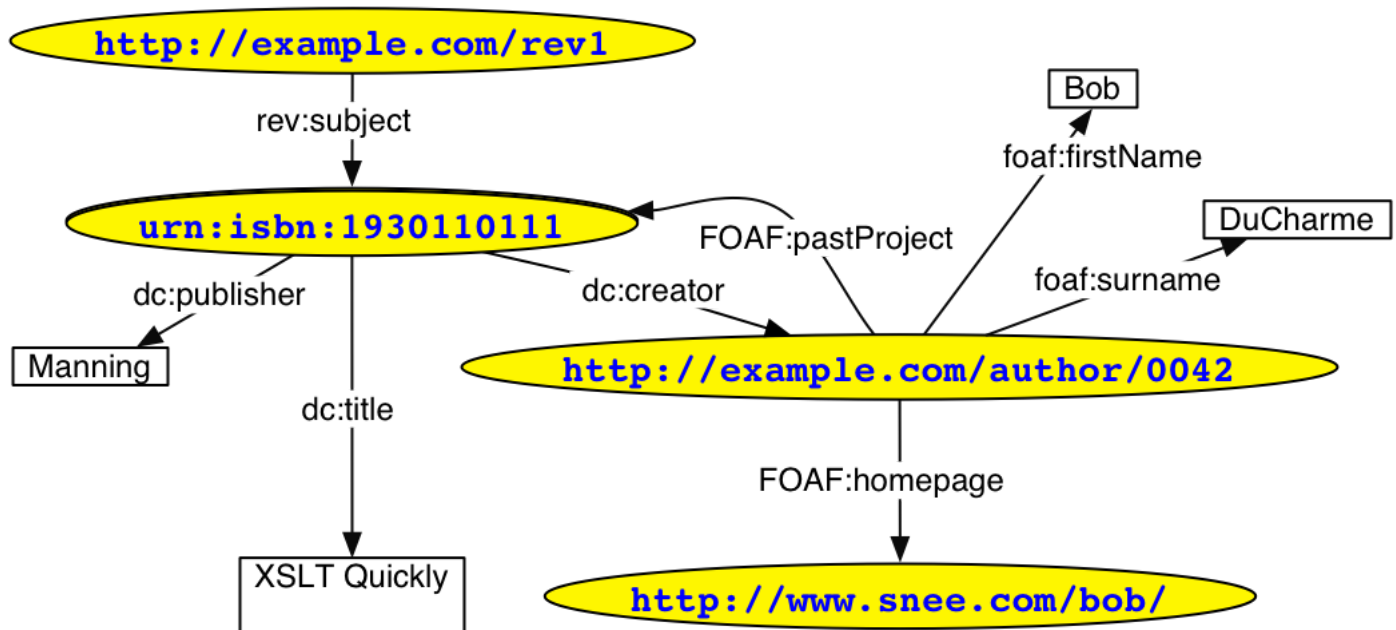 http://example.com/rev1
Bob
rev:subject
foaf:firstName
urn:isbn:1930110111
DuCharme
FOAF:pastProject
foaf:surname
dc:publisher
dc:creator
Manning
http://example.com/author/0042
dc:title
FOAF:homepage
XSLT Quickly
http://www.snee.com/bob/